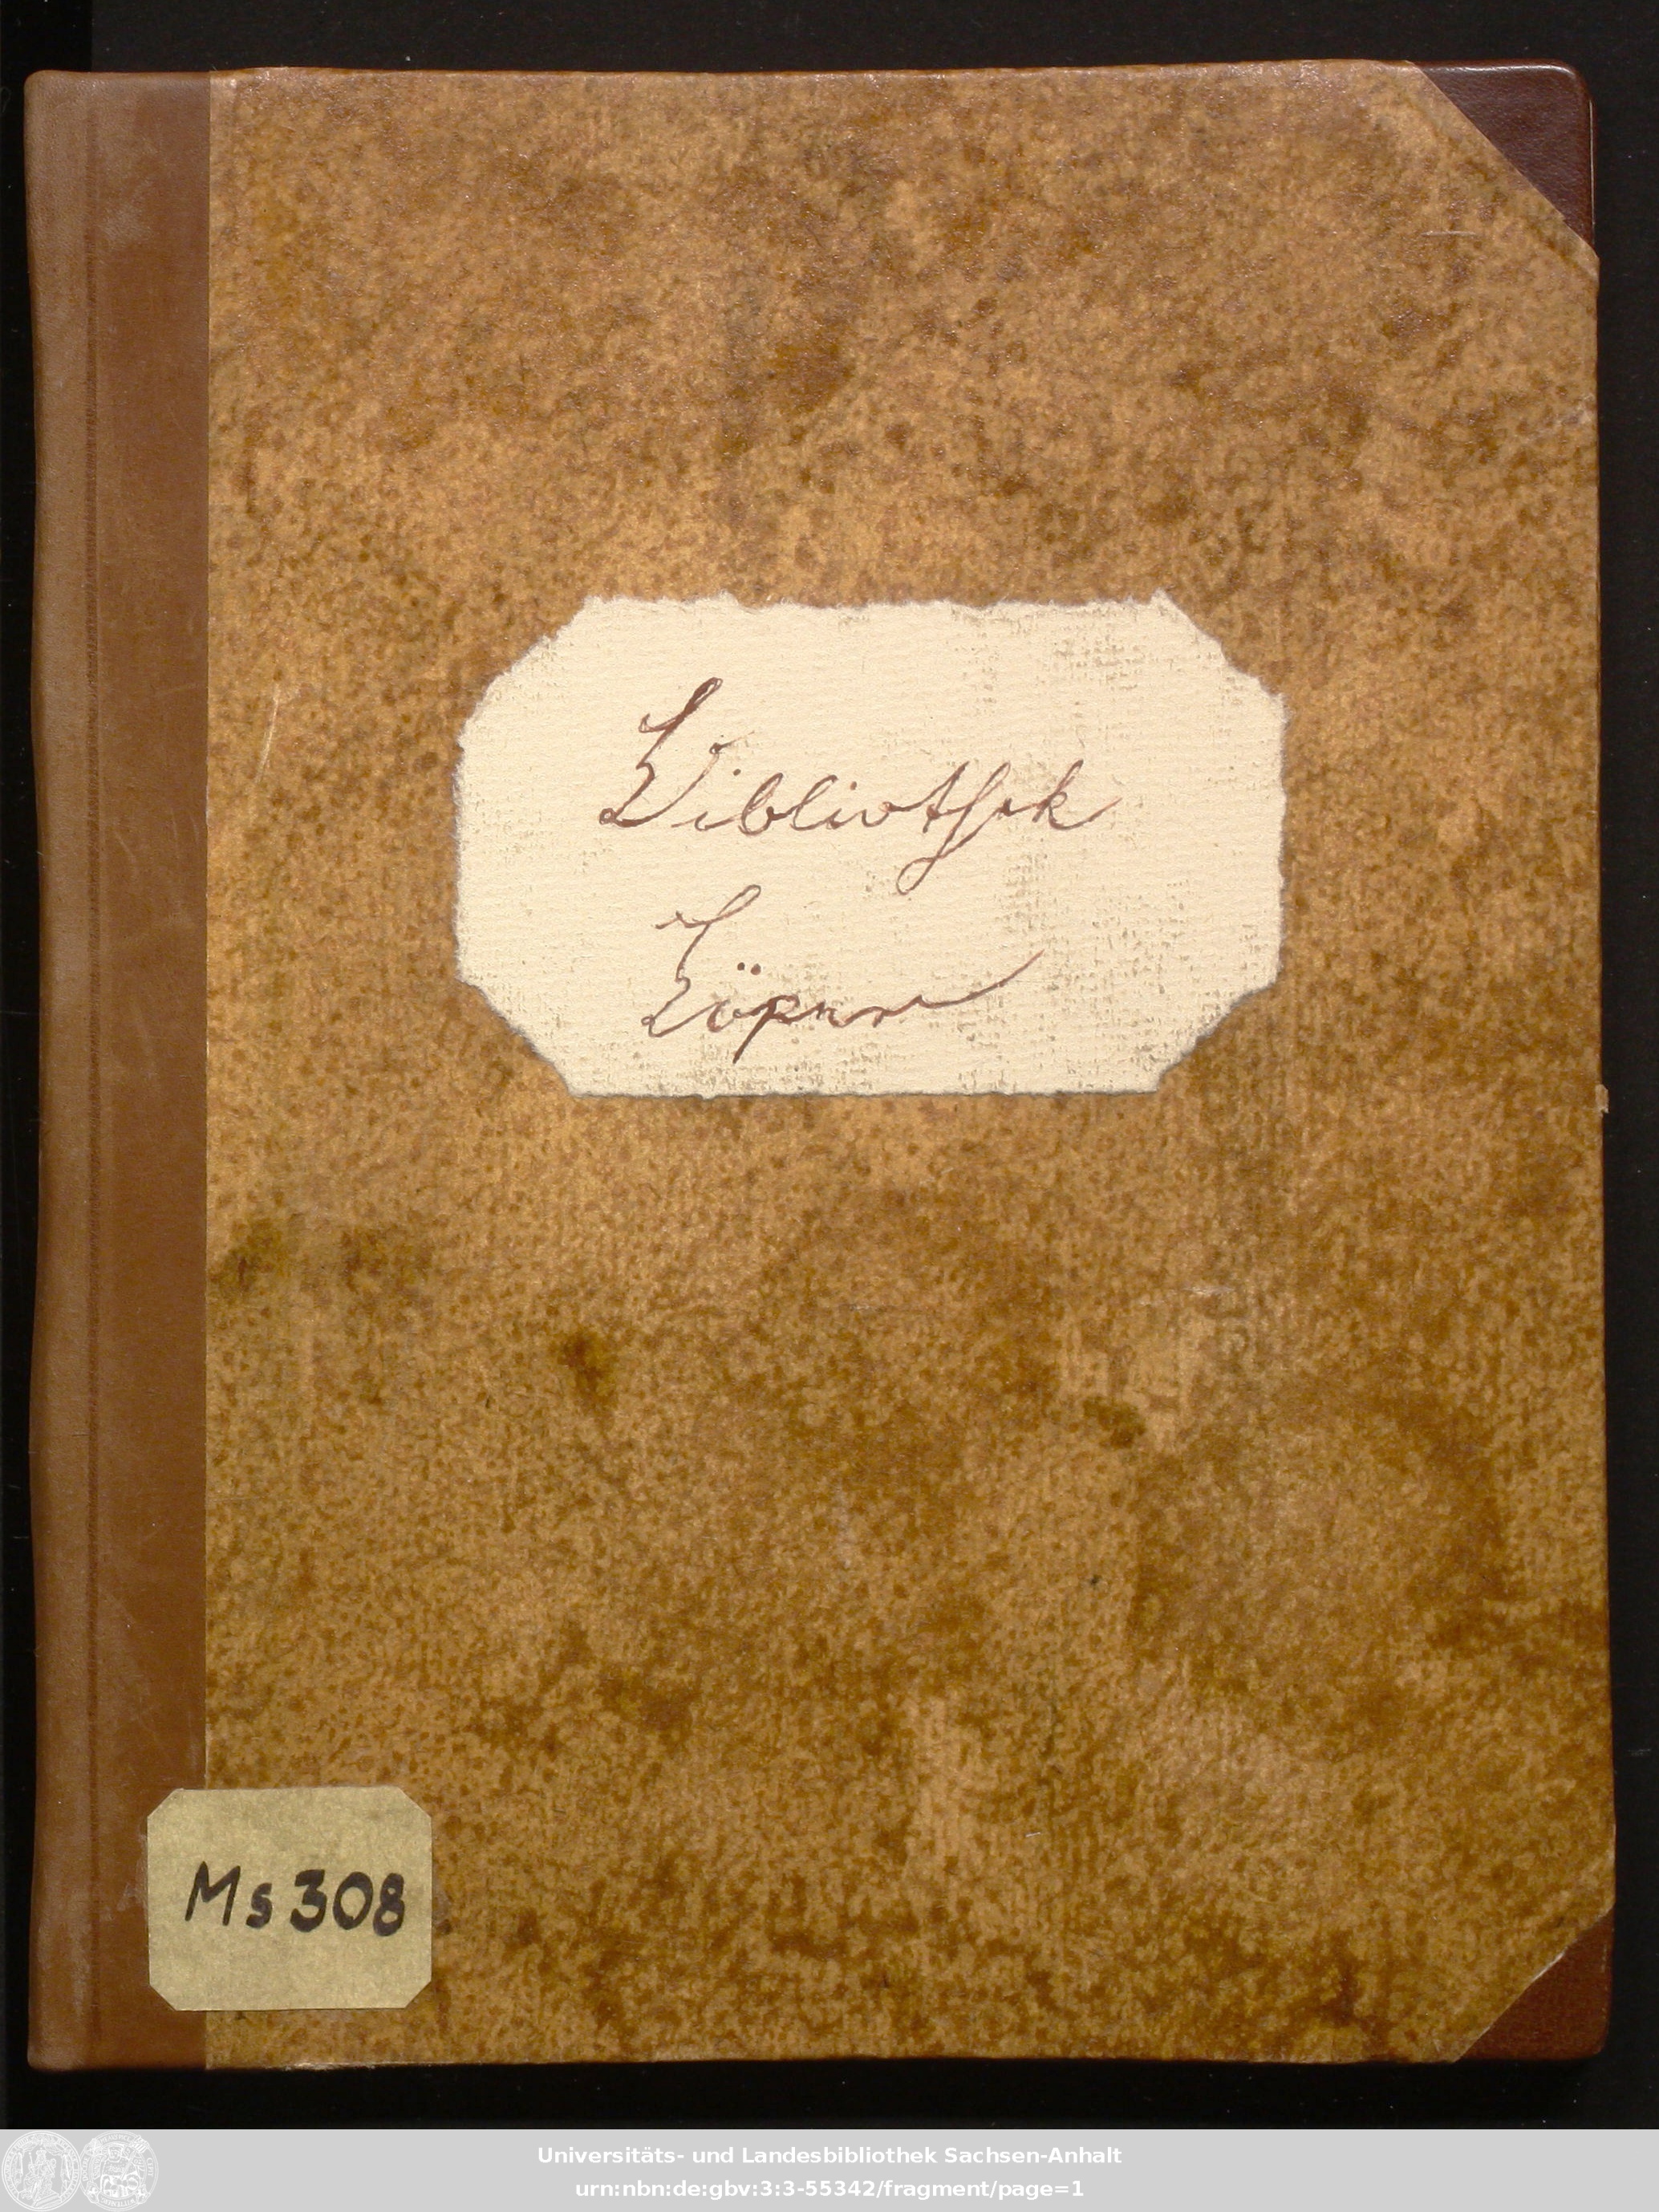 Bibliothek
Ms 308
Universitäts- und Landesbibliothek Sachsen-Anhalt
urn:nbn:de:gbv:3:3-55342/fragment/page=1